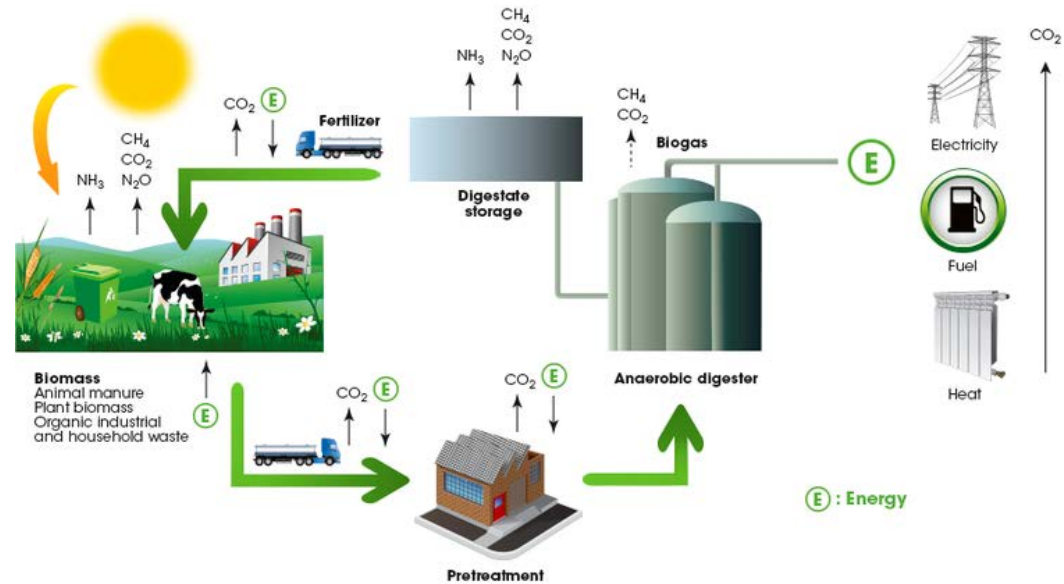 CH₄
CO₂
N₂O
NH₃
CO₂ E
Fertilizer
CH₄
CO₂
N₂O
NH₃
Digestate
storage
CH₄
CO₂
Biogas
E
Anaerobic digester
CO₂
Electricity
Fuel
Heat
Biomass
Animal manure
Plant biomass
Organic industrial
and household waste
E
CO₂ E
CO₂ E
Pretreatment
E : Energy